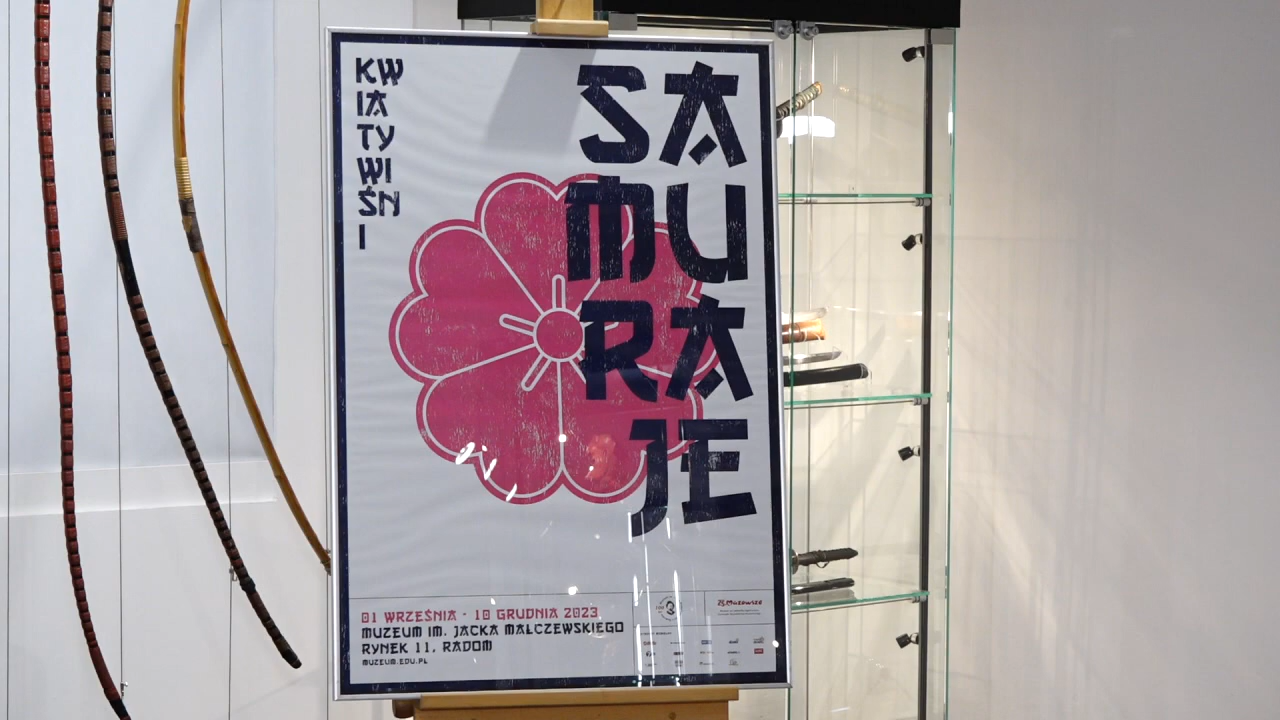 KW
IA
TY
WI
ŚN
I
SA
MU
RA
JE
01 WRZEŚNIA - 10 GRUDNIA 2023
MUZEUM IM. JACKA MALCZEWSKIEGO
RYNEK 11, RADOM
MUZEUM.EDU.PL
Mazowsze